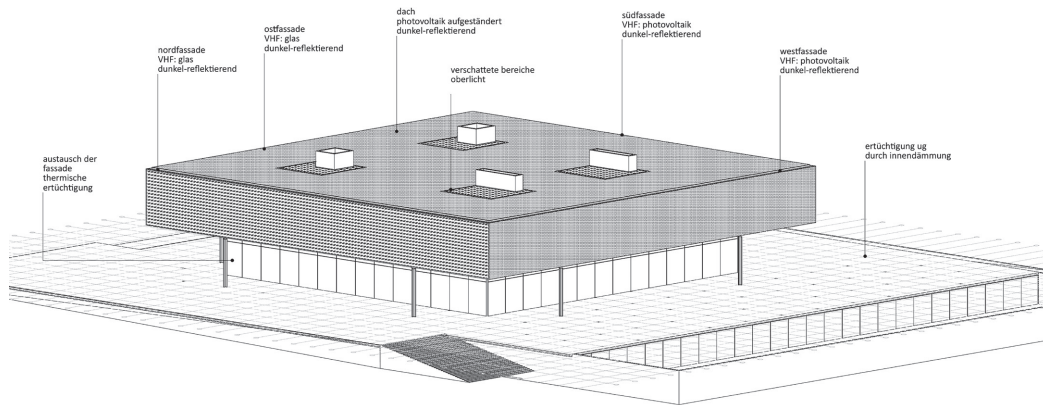 dach
photovoltaik aufgeständert
dunkel-reflektierend
südfassade
VHF: photovoltaik
dunkel-reflektierend
ostfassade
VHF: glas
dunkel-reflektierend
nordfassade
VHF: glas
dunkel-reflektierend
verschattete bereiche
oberlicht
westfassade
VHF: photovoltaik
dunkel-reflektierend
austausch der
fassade
thermische
ertüchtigung
ertüchtigung ug
durch innendämmung